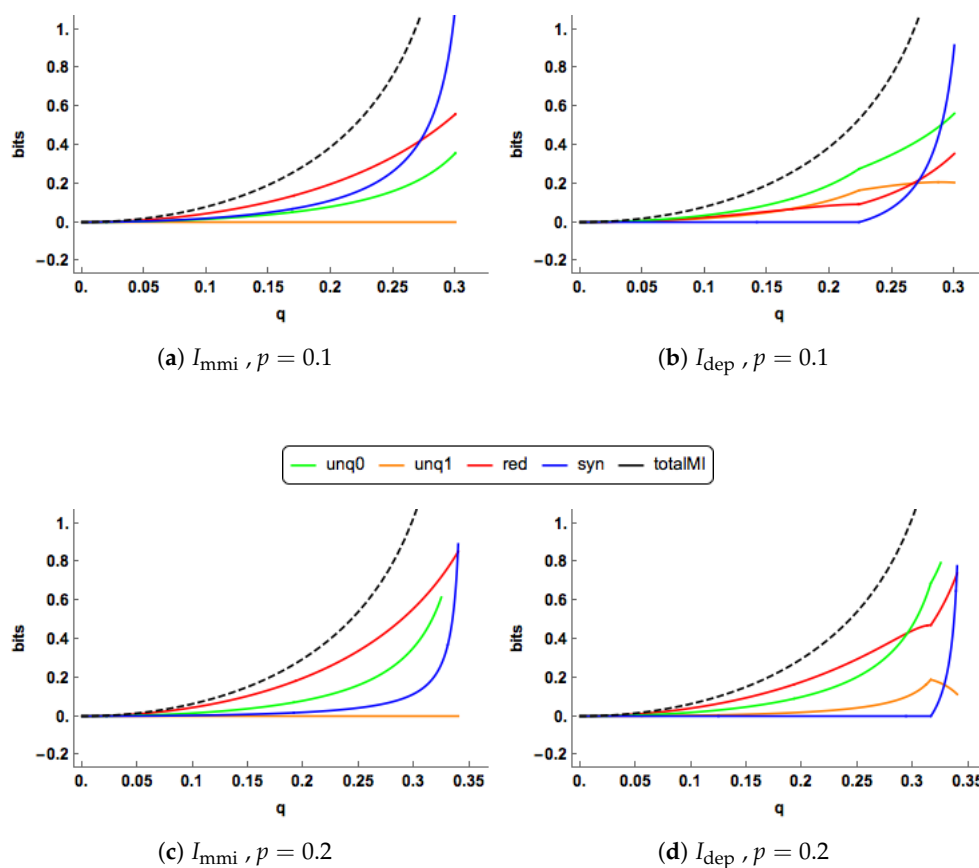 1.
0.8
0.6
0.4
0.2
0.
−0.2
bits
0. 0.05 0.1 0.15 0.2 0.25 0.3
q
(a) I_mmi , p = 0.1
1.
0.8
0.6
0.4
0.2
0.
−0.2
bits
0. 0.05 0.1 0.15 0.2 0.25 0.3
q
(b) I_dep , p = 0.1
unq0 unq1 red syn totalMI
1.
0.8
0.6
0.4
0.2
0.
−0.2
bits
0. 0.05 0.1 0.15 0.2 0.25 0.3 0.35
q
(c) I_mmi , p = 0.2
1.
0.8
0.6
0.4
0.2
0.
−0.2
bits
0. 0.05 0.1 0.15 0.2 0.25 0.3 0.35
q
(d) I_dep , p = 0.2